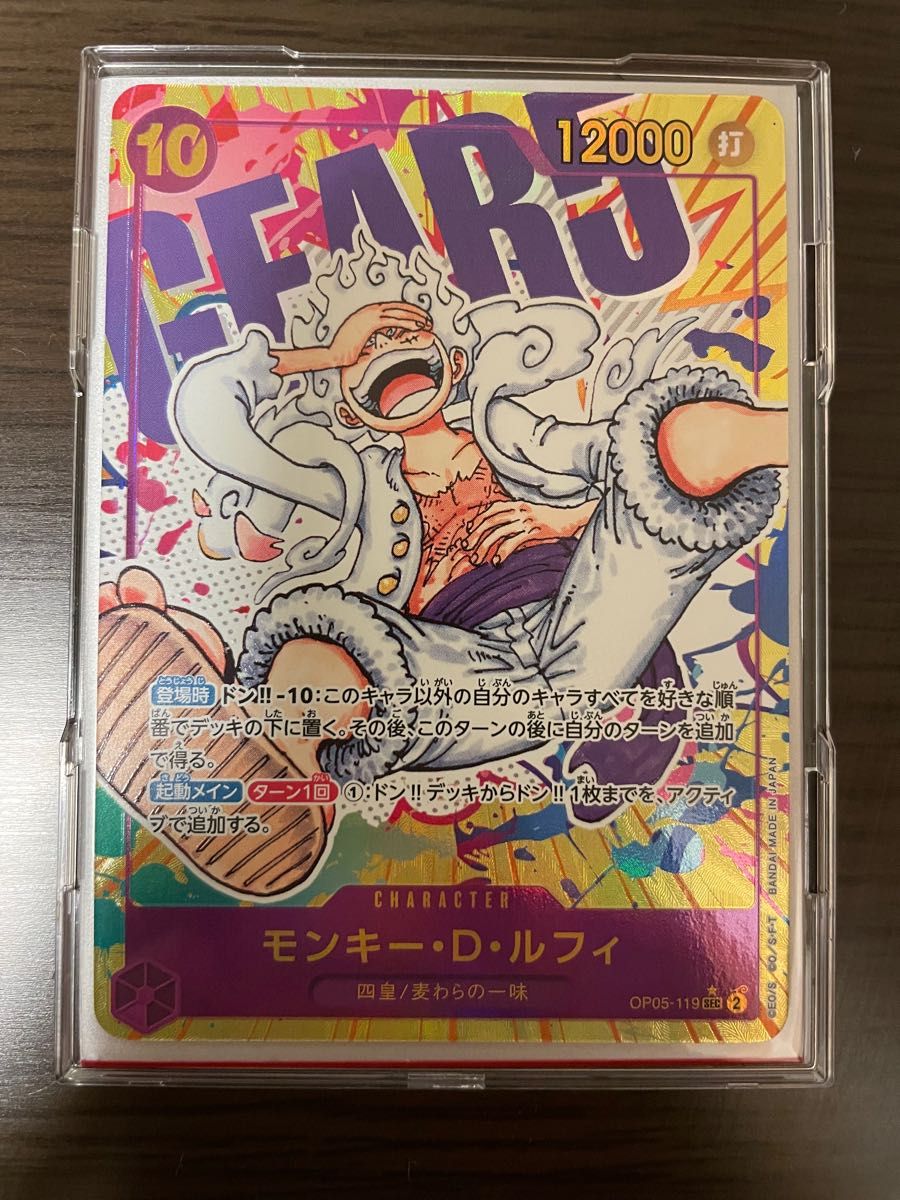 10
12000 打
GEAR5
登場時 ドン!!-10:このキャラ以外の自分のキャラすべてを好きな順
番でデッキの下に置く。その後、このターンの後に自分のターンを追加
で得る。
起動メイン ターン1回 ①:ドン!!デッキからドン!!1枚までを、アクティ
ブで追加する。
CHARACTER
モンキー・D・ルフィ
四皇/麦わらの一味
OP05-119 SEC 2
©E.O/S. ©O/S・F・T BANDAI MADE IN JAPAN